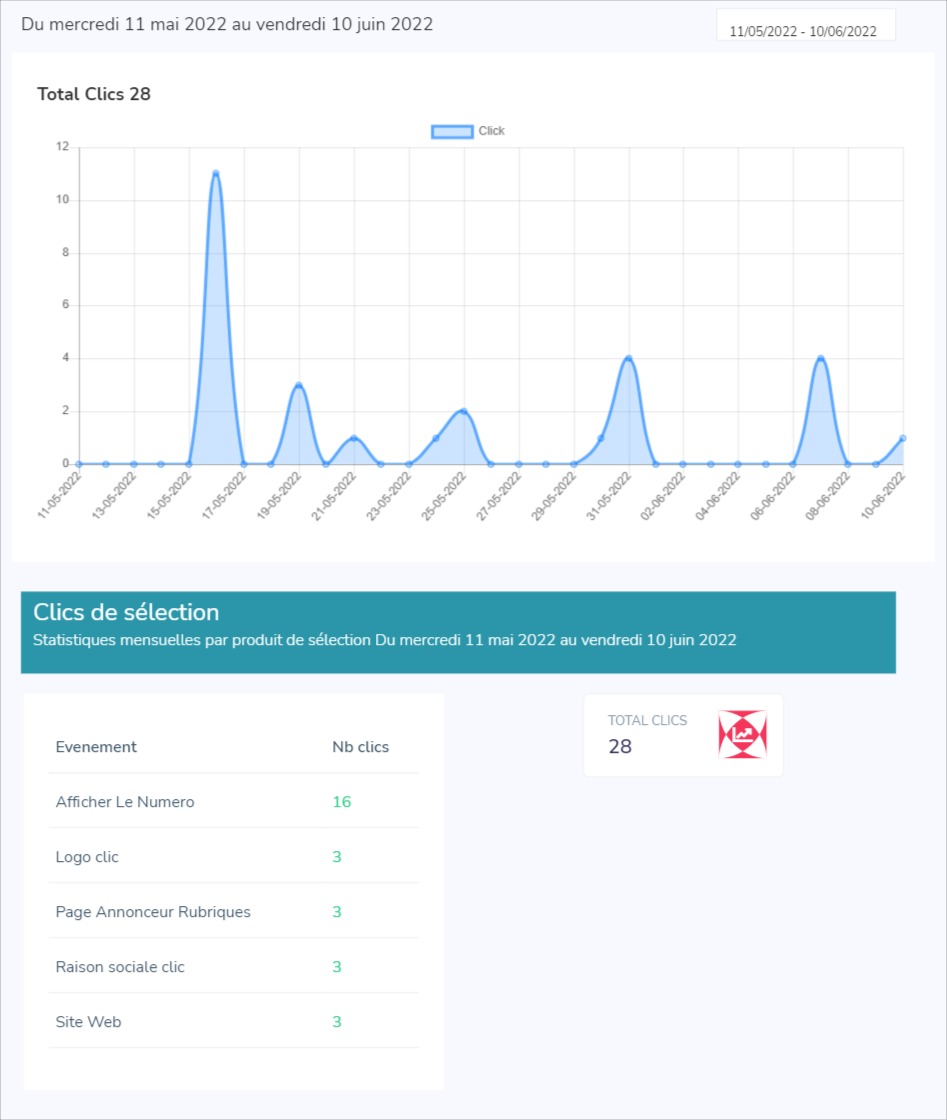 Du mercredi 11 mai 2022 au vendredi 10 juin 2022
11/05/2022 - 10/06/2022
Total Clics 28
Click
12
10
8
6
4
2
0
11-05-2022 13-05-2022 15-05-2022 17-05-2022 19-05-2022 21-05-2022 23-05-2022 25-05-2022 27-05-2022 29-05-2022 31-05-2022 02-06-2022 04-06-2022 06-06-2022 08-06-2022 10-06-2022
Clics de sélection
Statistiques mensuelles par produit de sélection Du mercredi 11 mai 2022 au vendredi 10 juin 2022
Evenement Nb clics
Afficher Le Numero 16
Logo clic 3
Page Annonceur Rubriques 3
Raison sociale clic 3
Site Web 3
TOTAL CLICS
28